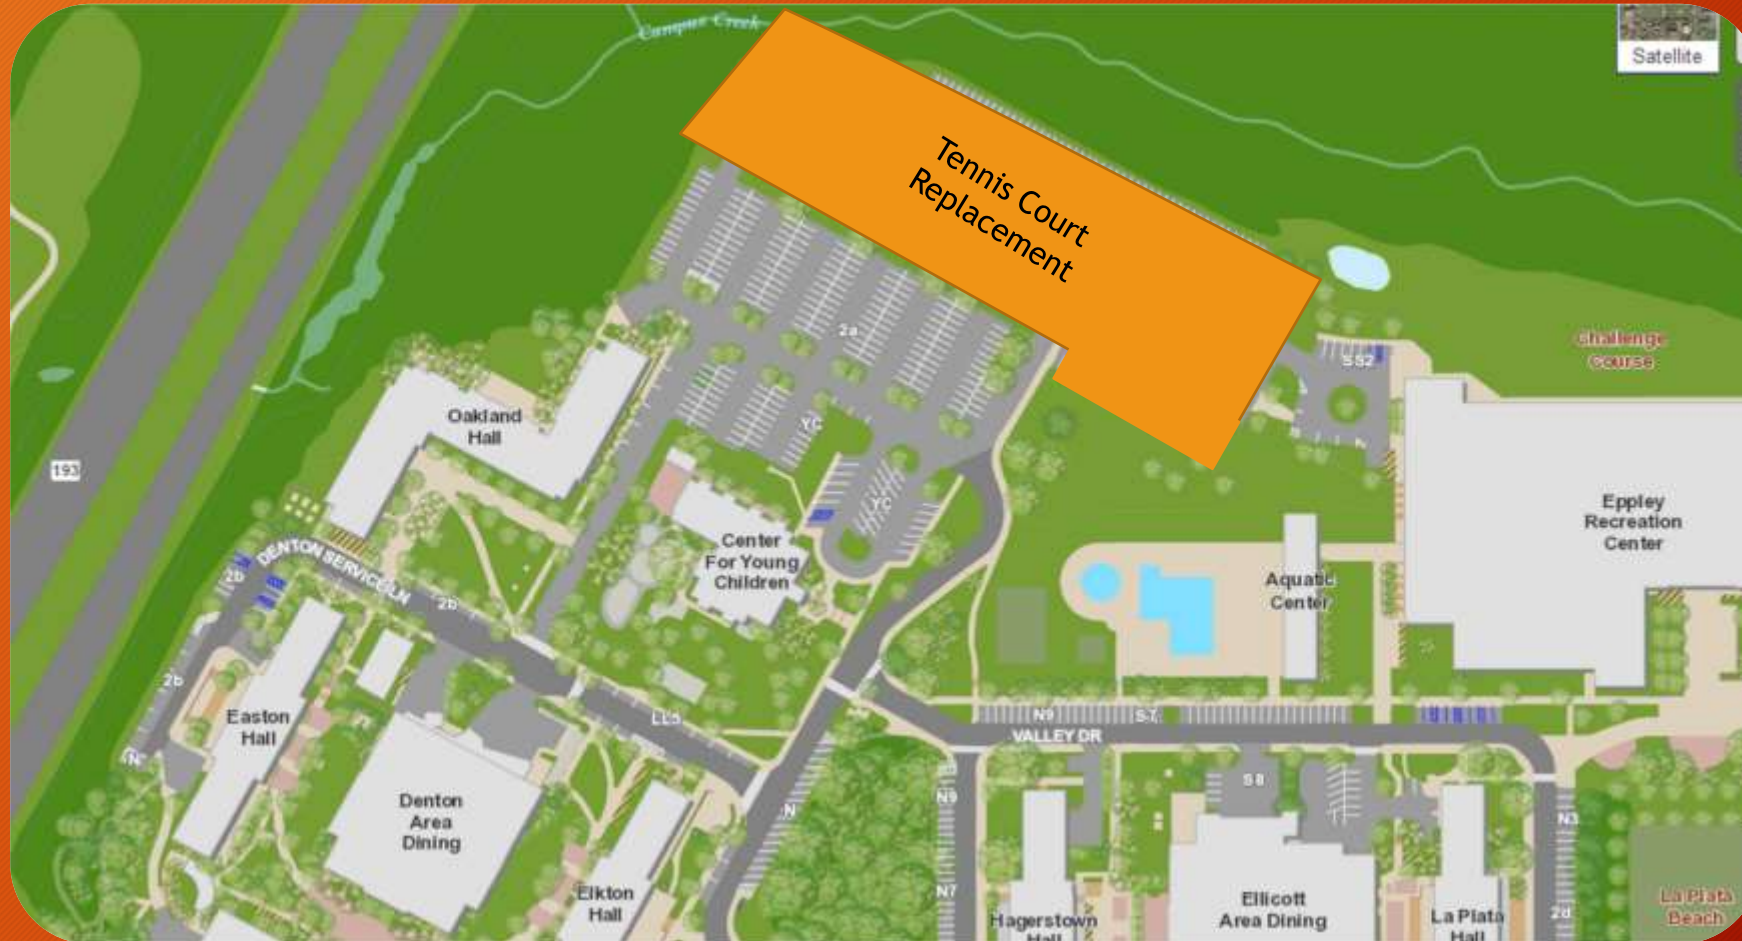 Campus Creek
Satellite
Tennis Court
Replacement
2a
SS2
Challenge
Course
Oakland
Hall
YC
193
YC
Eppley
Recreation
Center
Center
For Young
Children
DENTON SERVICE LN
2b
2b
Aquatic
Center
2b
LL5
N9
S7
VALLEY DR
Easton
Hall
N
S8
N9
N
N3
Denton
Area
Dining
Elkton
Hall
N7
Ellicott
Area Dining
La Plata
Beach
Hagerstown
Hall
La Plata
Hall
2d